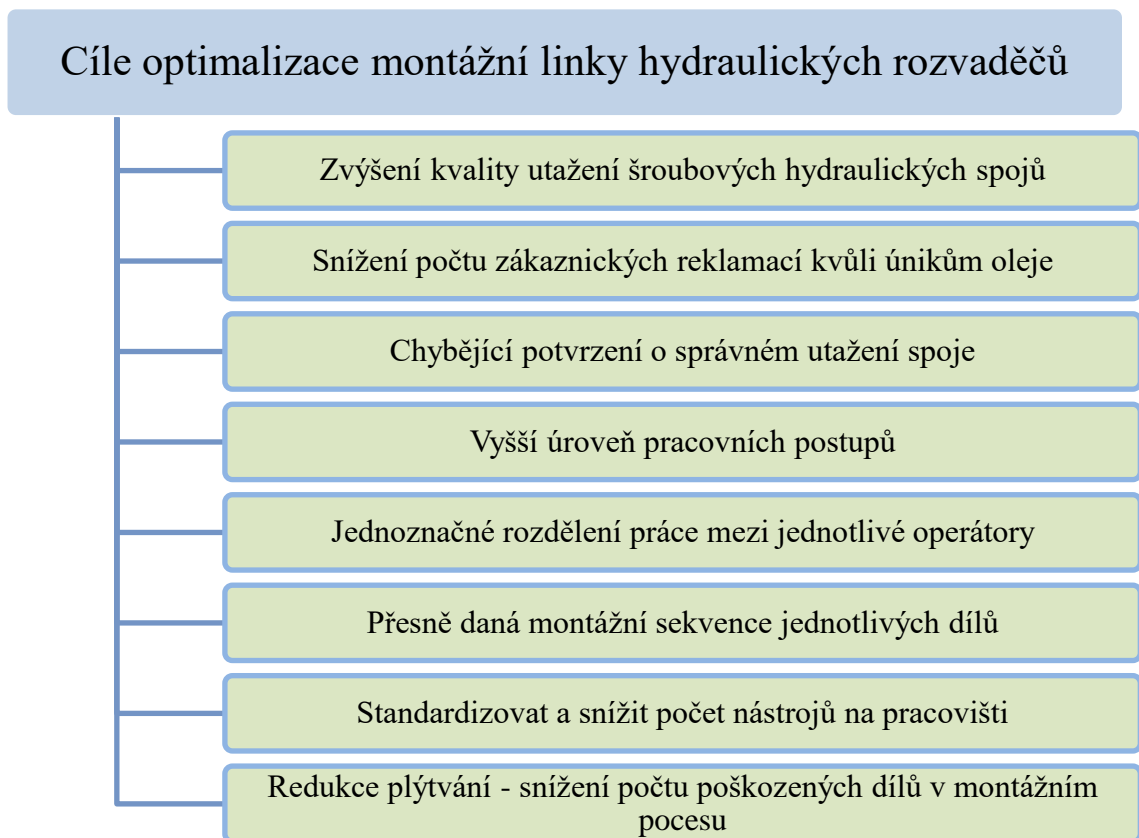 Cíle optimalizace montážní linky hydraulických rozvaděčů
Zvýšení kvality utažení šroubových hydraulických spojů
Snížení počtu zákaznických reklamací kvůli únikům oleje
Chybějící potvrzení o správném utažení spoje
Vyšší úroveň pracovních postupů
Jednoznačné rozdělení práce mezi jednotlivé operátory
Přesně daná montážní sekvence jednotlivých dílů
Standardizovat a snížit počet nástrojů na pracovišti
Redukce plýtvání - snížení počtu poškozených dílů v montážním
pocesu